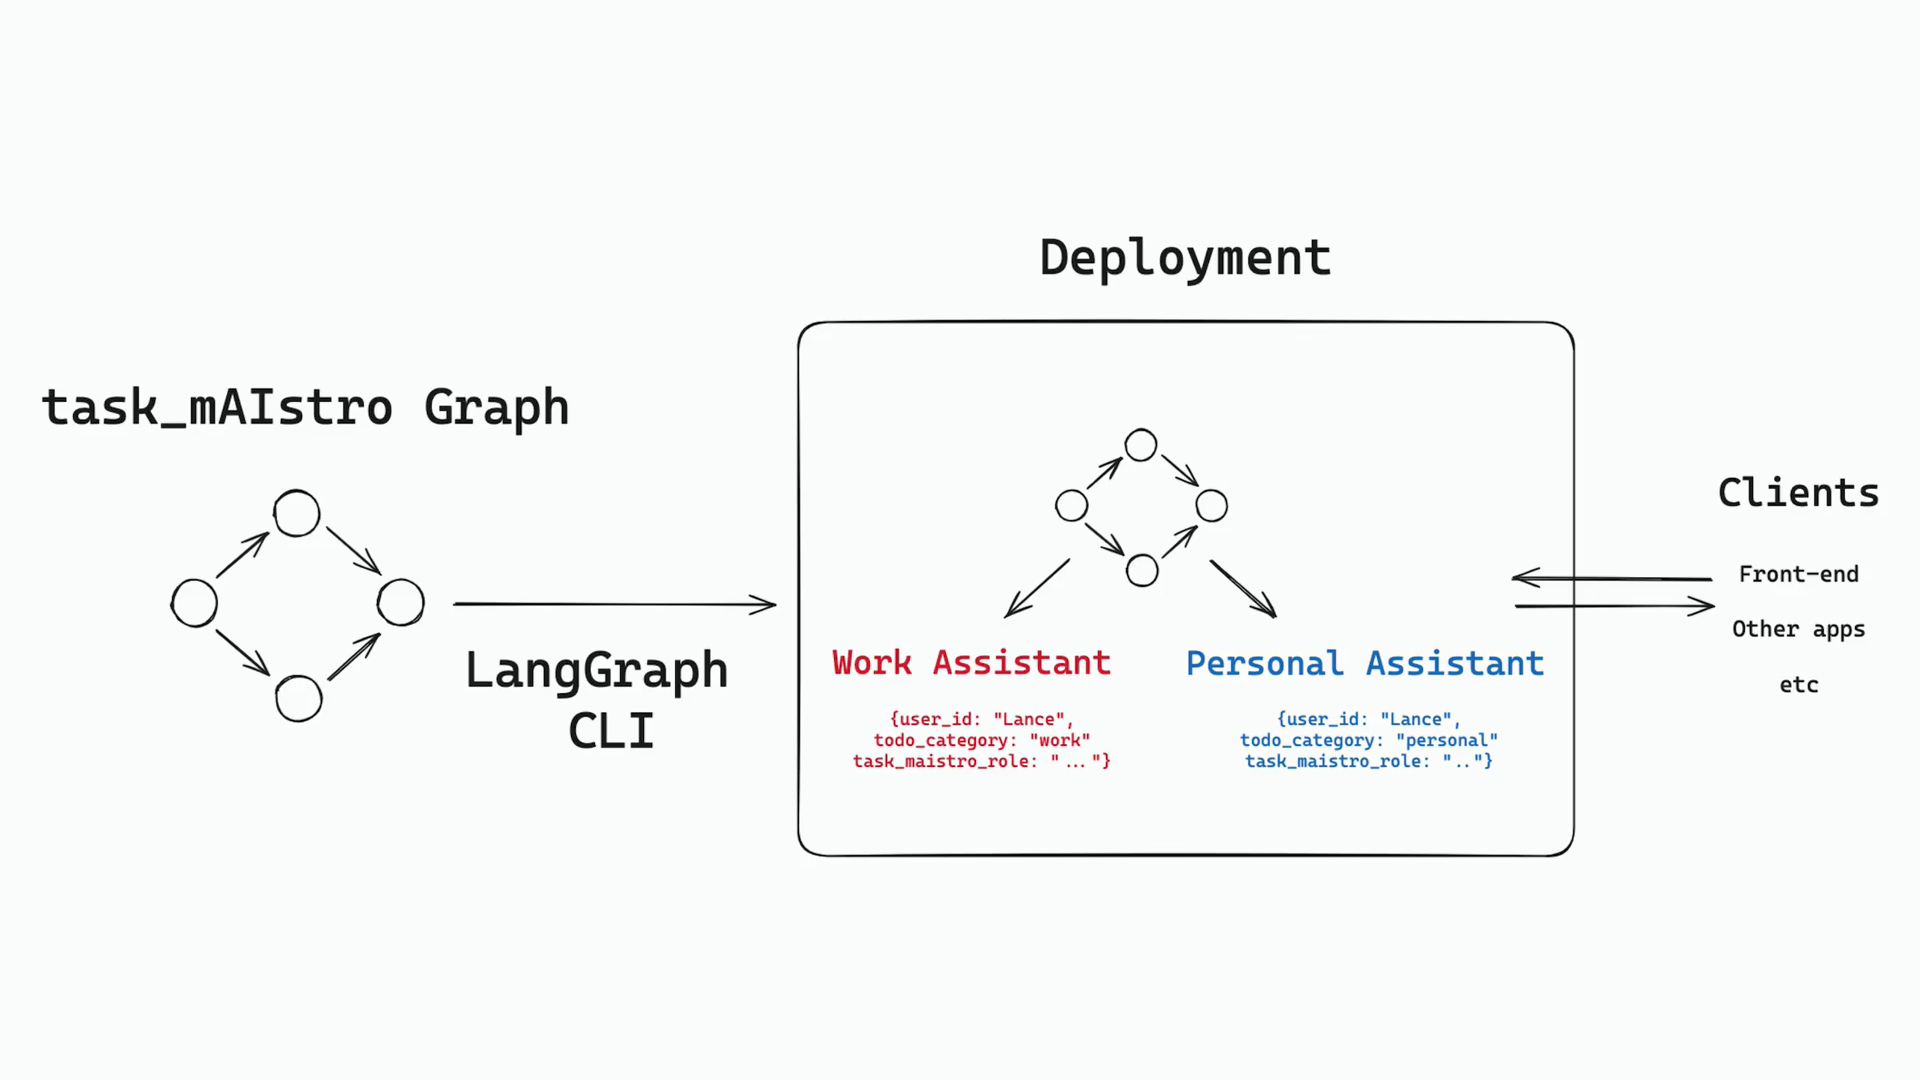 Deployment
task_mAIstro Graph
LangGraph
CLI
Work Assistant
{user_id: "Lance",
todo_category: "work"
task_maistro_role: "..."}
Personal Assistant
{user_id: "Lance",
todo_category: "personal"
task_maistro_role: ".."}
Clients
Front-end
Other apps
etc